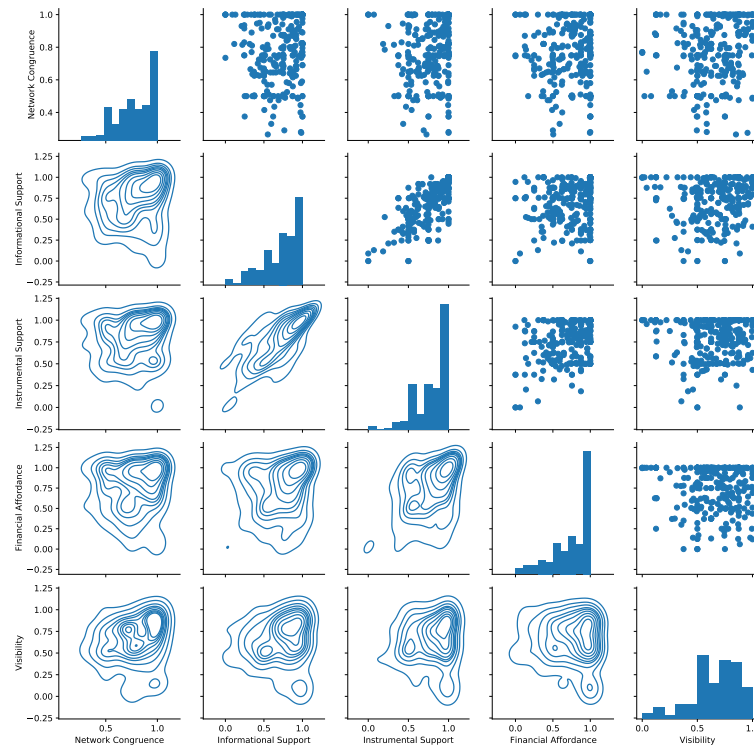 1.0
0.8
0.6
0.4
Network Congruence
1.25
1.00
0.75
0.50
0.25
0.00
−0.25
Informational Support
1.25
1.00
0.75
0.50
0.25
0.00
−0.25
Instrumental Support
1.25
1.00
0.75
0.50
0.25
0.00
−0.25
Financial Affordance
1.25
1.00
0.75
0.50
0.25
0.00
−0.25
Visibility
0.5 1.0
Network Congruence
0.0 0.5 1.0
Informational Support
0.0 0.5 1.0
Instrumental Support
0.0 0.5 1.0
Financial Affordance
0.0 0.5 1.0
Visibility